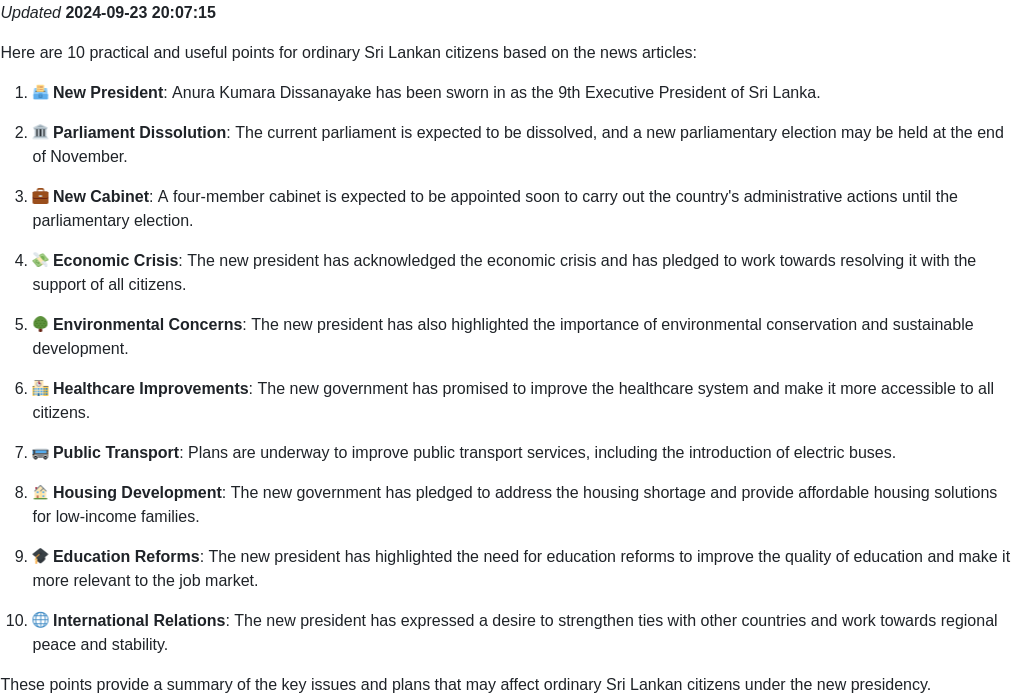 Updated 2024-09-23 20:07:15
Here are 10 practical and useful points for ordinary Sri Lankan citizens based on the news articles:
1. New President: Anura Kumara Dissanayake has been sworn in as the 9th Executive President of Sri Lanka.
2. Parliament Dissolution: The current parliament is expected to be dissolved, and a new parliamentary election may be held at the end
of November.
3. New Cabinet: A four-member cabinet is expected to be appointed soon to carry out the country's administrative actions until the
parliamentary election.
4. Economic Crisis: The new president has acknowledged the economic crisis and has pledged to work towards resolving it with the
support of all citizens.
5. Environmental Concerns: The new president has also highlighted the importance of environmental conservation and sustainable
development.
6. Healthcare Improvements: The new government has promised to improve the healthcare system and make it more accessible to all
citizens.
7. Public Transport: Plans are underway to improve public transport services, including the introduction of electric buses.
8. Housing Development: The new government has pledged to address the housing shortage and provide affordable housing solutions
for low-income families.
9. Education Reforms: The new president has highlighted the need for education reforms to improve the quality of education and make it
more relevant to the job market.
10. International Relations: The new president has expressed a desire to strengthen ties with other countries and work towards regional
peace and stability.
These points provide a summary of the key issues and plans that may affect ordinary Sri Lankan citizens under the new presidency.